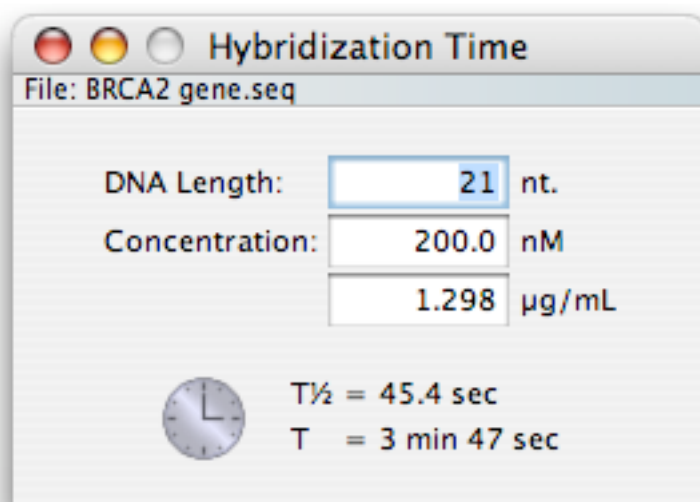 Hybridization Time
File: BRCA2 gene.seq
DNA Length: 21 nt.
Concentration: 200.0 nM
1.298 µg/mL
T½ = 45.4 sec
T = 3 min 47 sec